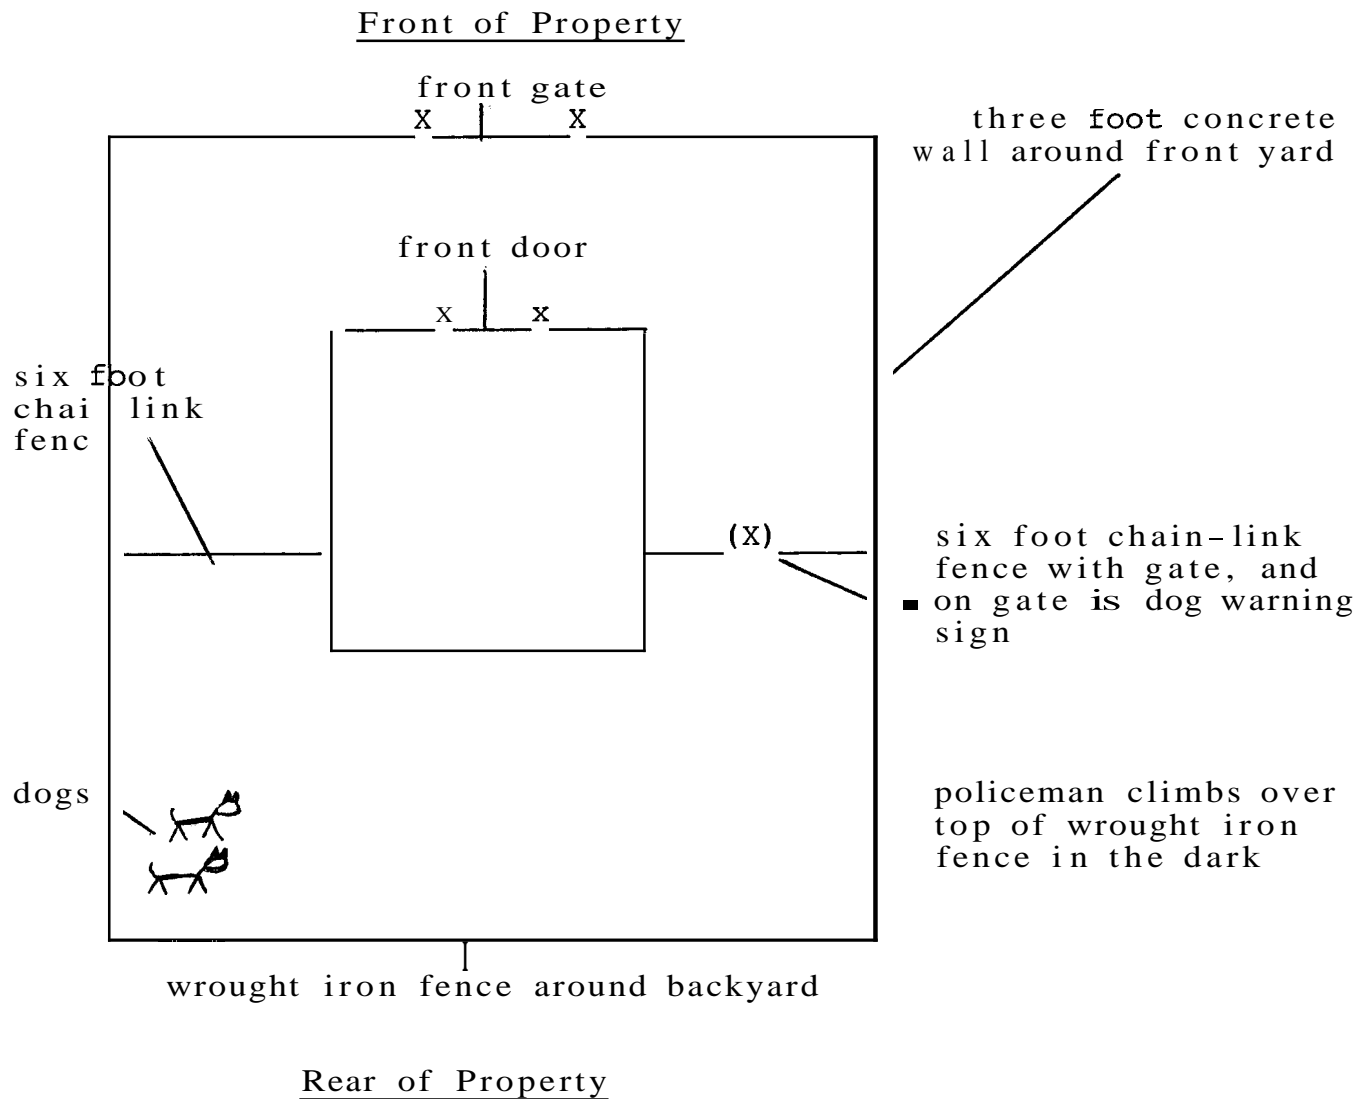 Front of Property
front gate
X X
three foot concrete
wall around front yard
front door
x x
six foot
chai link
fenc
(X)
six foot chain-link
fence with gate, and
on gate is dog warning
sign
dogs
policeman climbs over
top of wrought iron
fence in the dark
wrought iron fence around backyard
Rear of Property